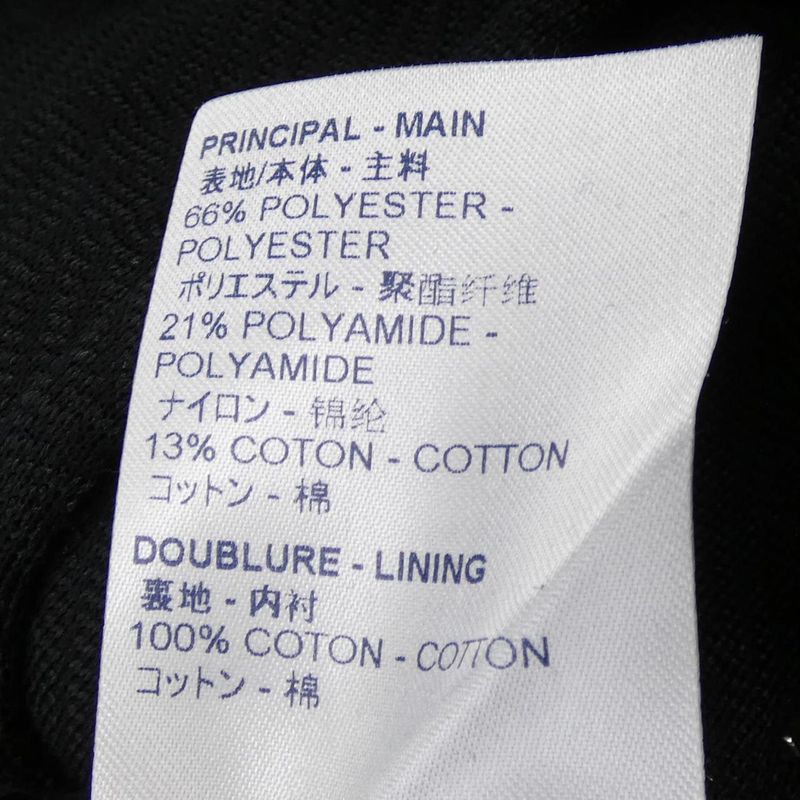 PRINCIPAL - MAIN
表地/本体 - 主料
66% POLYESTER -
POLYESTER
ポリエステル - 聚酯纤维
21% POLYAMIDE -
POLYAMIDE
ナイロン - 锦纶
13% COTON - COTTON
コットン - 棉
DOUBLURE - LINING
裏地 - 内衬
100% COTON - COTTON
コットン - 棉